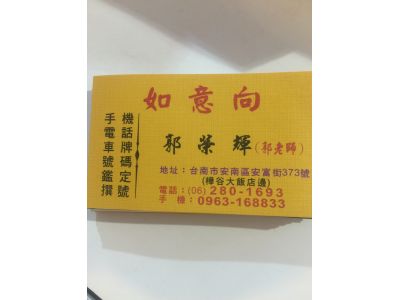 如意向
手機
電話
車牌
號碼
鑑定
撰號
郭榮輝(郭老師)
地址：台南市安南區安富街373號
(樺谷大飯店邊)
電話：(06)280-1693
手機：0963-168833